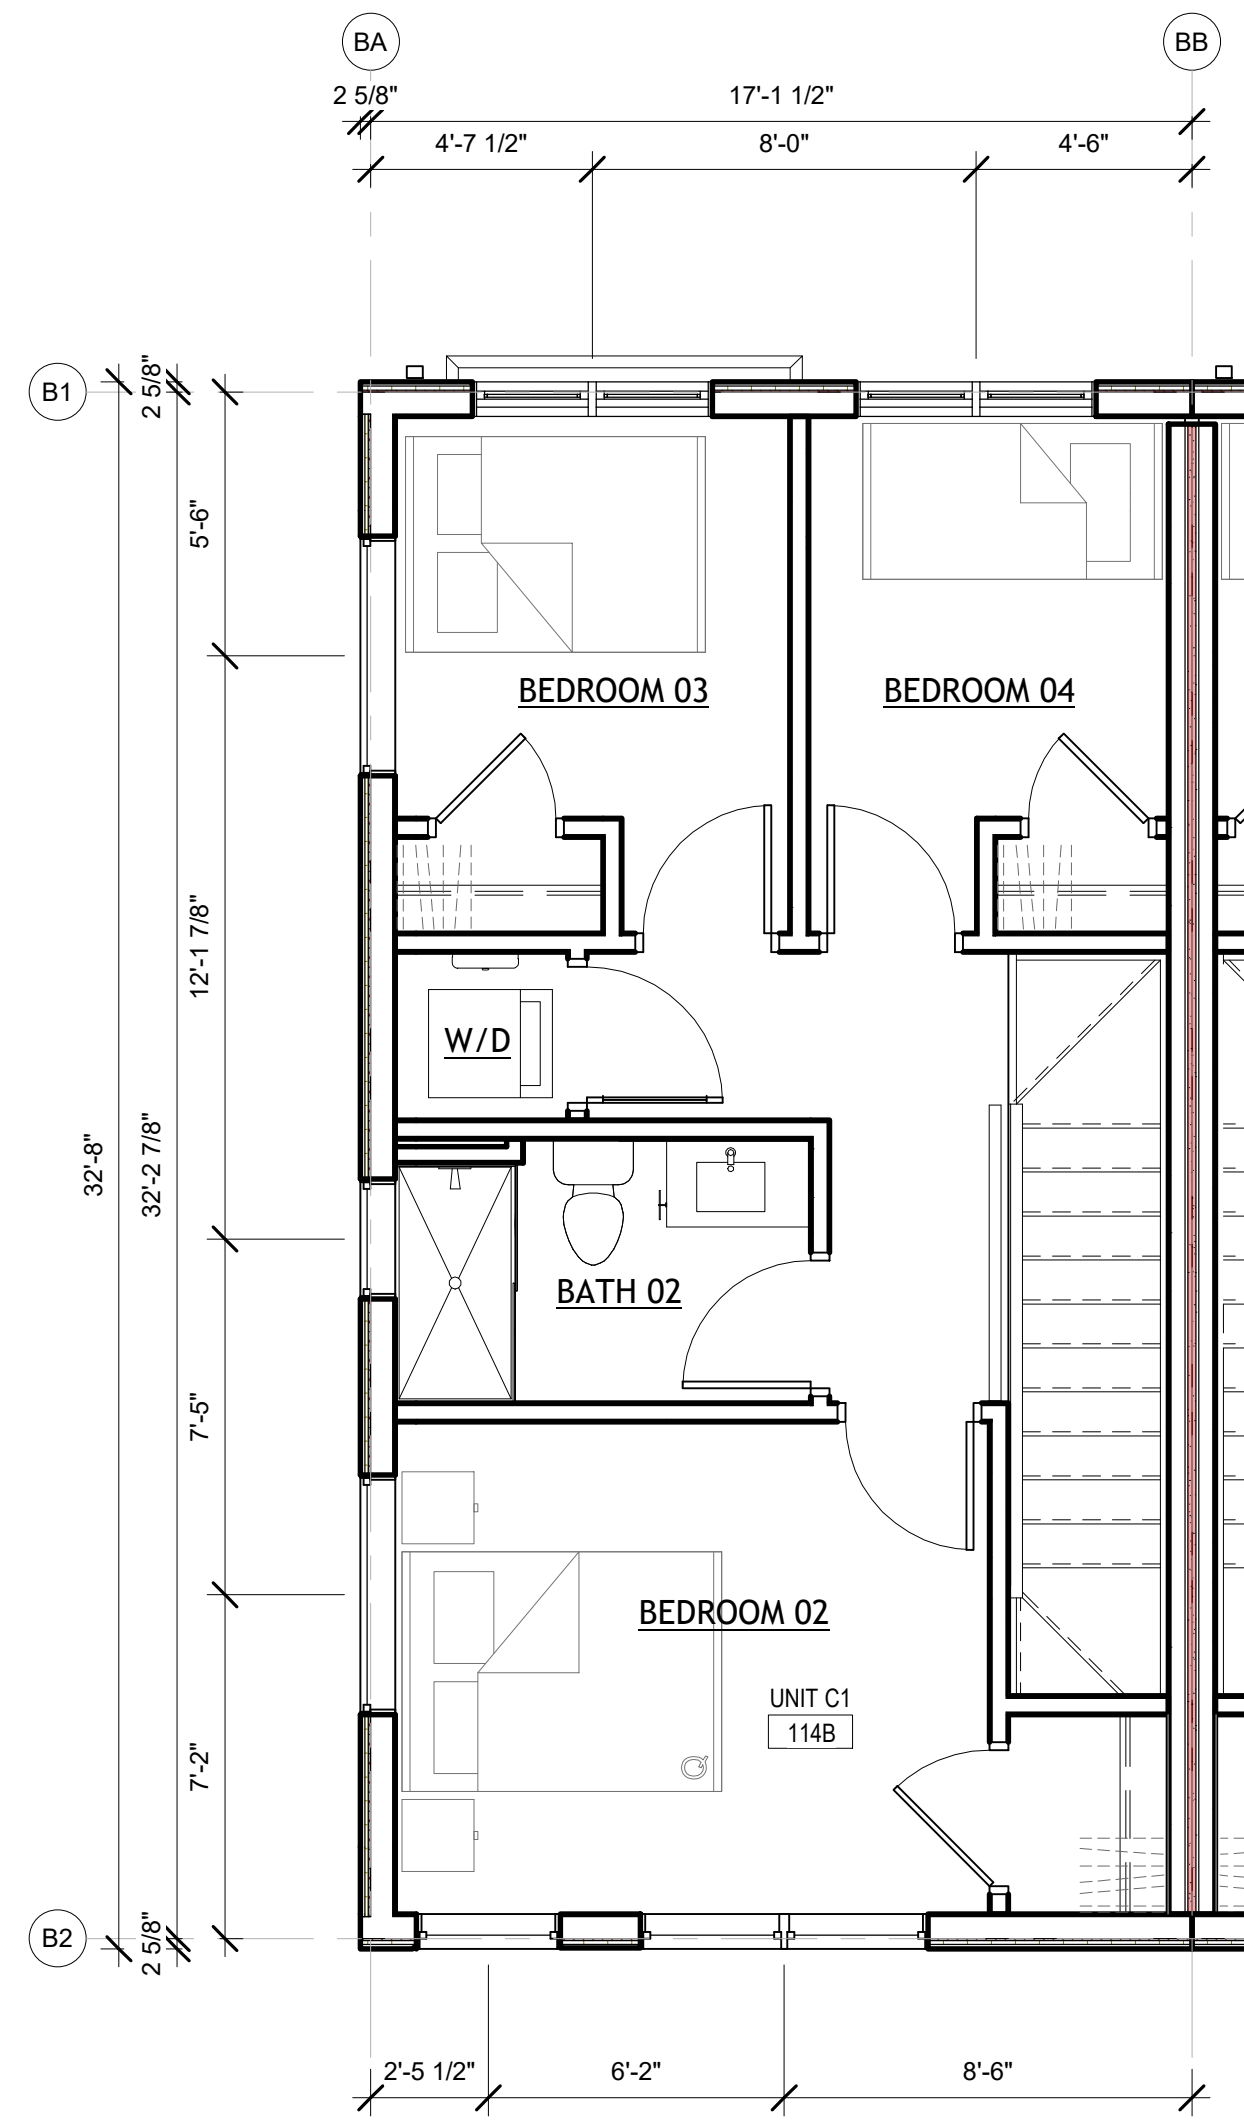 BA
BB
2 5/8"
17'-1 1/2"
4'-7 1/2"
8'-0"
4'-6"
B1
2 5/8"
5'-6"
BEDROOM 03
BEDROOM 04
12'-1 7/8"
W/D
32'-8"
32'-2 7/8"
BATH 02
7'-5"
BEDROOM 02
UNIT C1
114B
Q
7'-2"
B2
2 5/8"
2'-5 1/2"
6'-2"
8'-6"